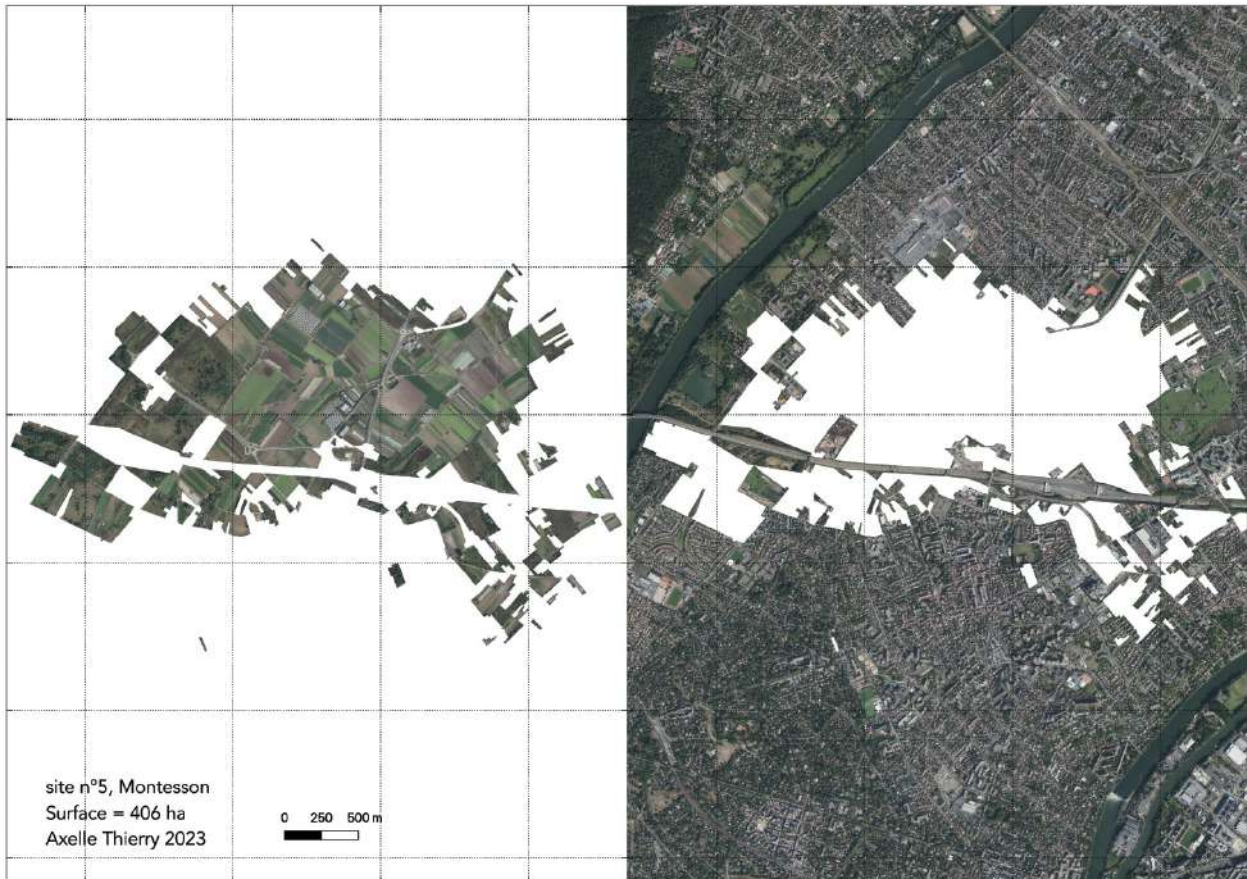 site n°5, Montesson
Surface = 406 ha
Axelle Thierry 2023
0 250 500 m